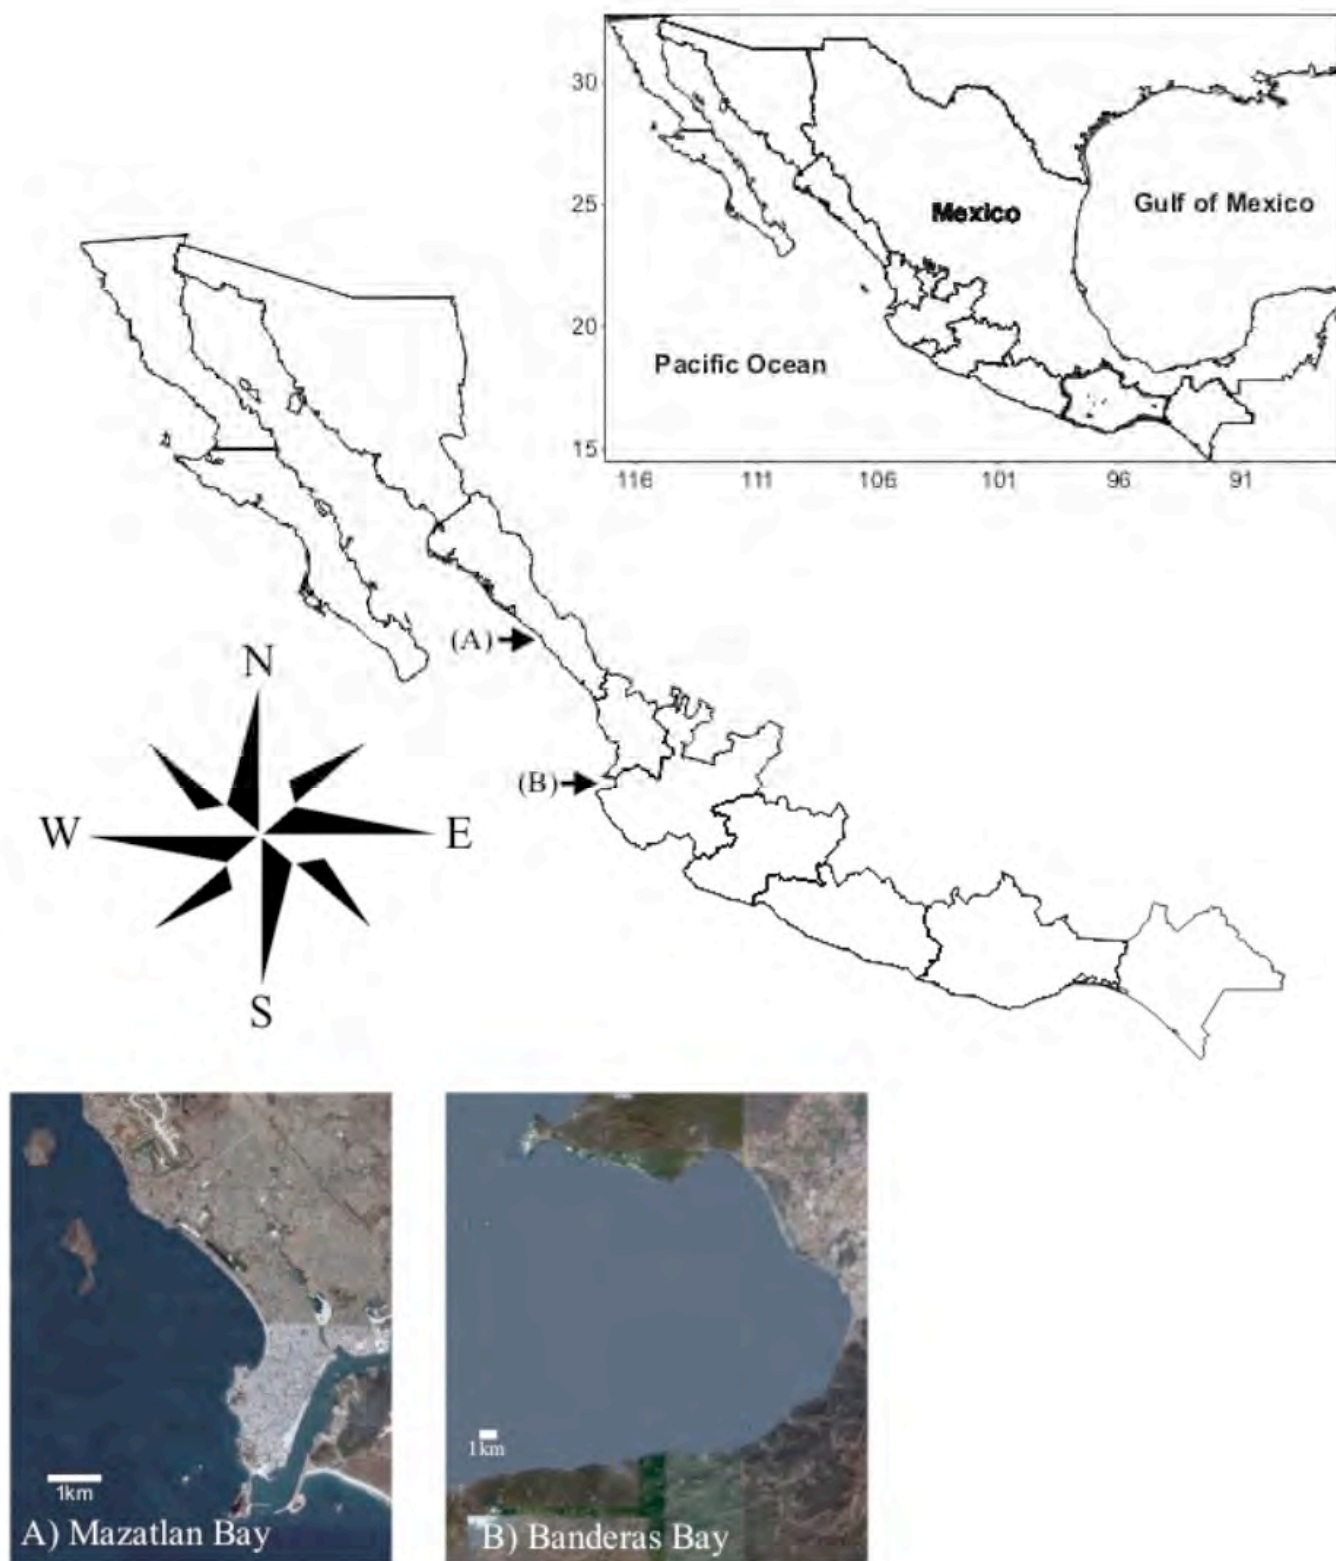 30
25
20
15
Mexico
Gulf of Mexico
Pacific Ocean
116
111
106
101
96
91
(A)
(B)
N
W
E
S
1km
A) Mazatlan Bay
1km
B) Banderas Bay